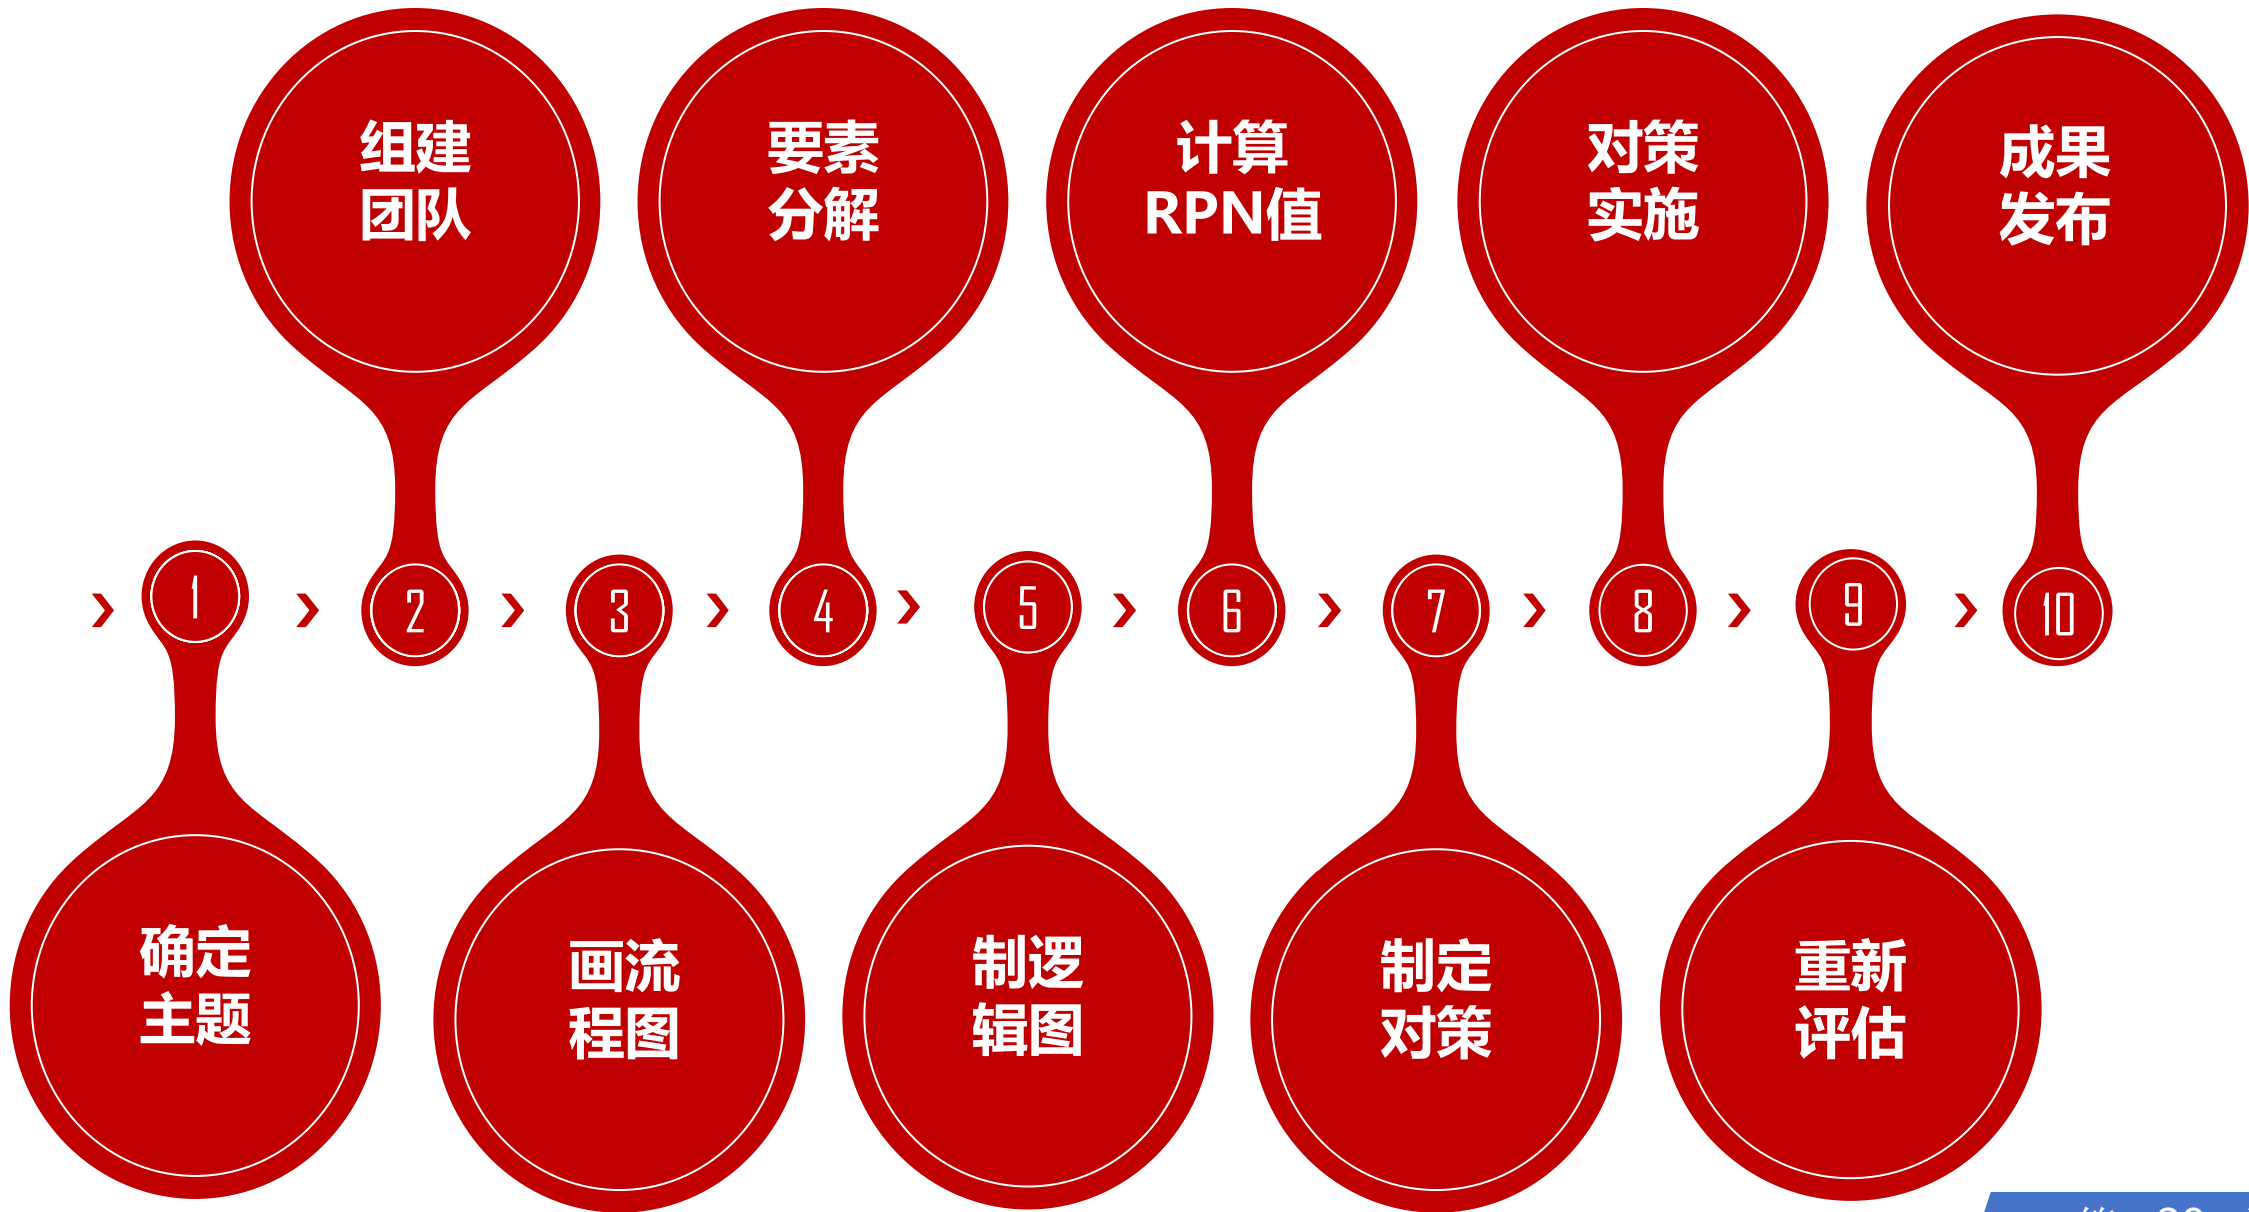 组建
团队
要素
分解
计算
RPN值
对策
实施
成果
发布
1
2
3
4
5
6
7
8
9
10
确定
主题
画流
程图
制逻
辑图
制定
对策
重新
评估